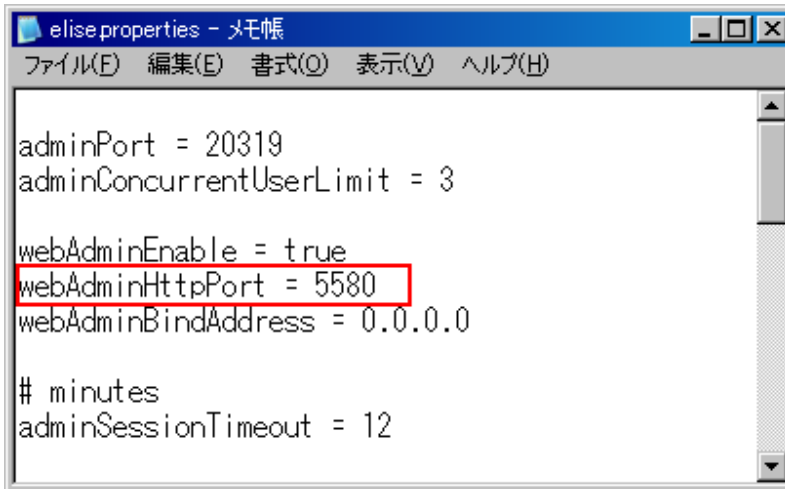 elise.properties - メモ帳
ファイル(F) 編集(E) 書式(O) 表示(V) ヘルプ(H)
adminPort = 20319
adminConcurrentUserLimit = 3
webAdminEnable = true
webAdminHttpPort = 5580
webAdminBindAddress = 0.0.0.0
# minutes
adminSessionTimeout = 12